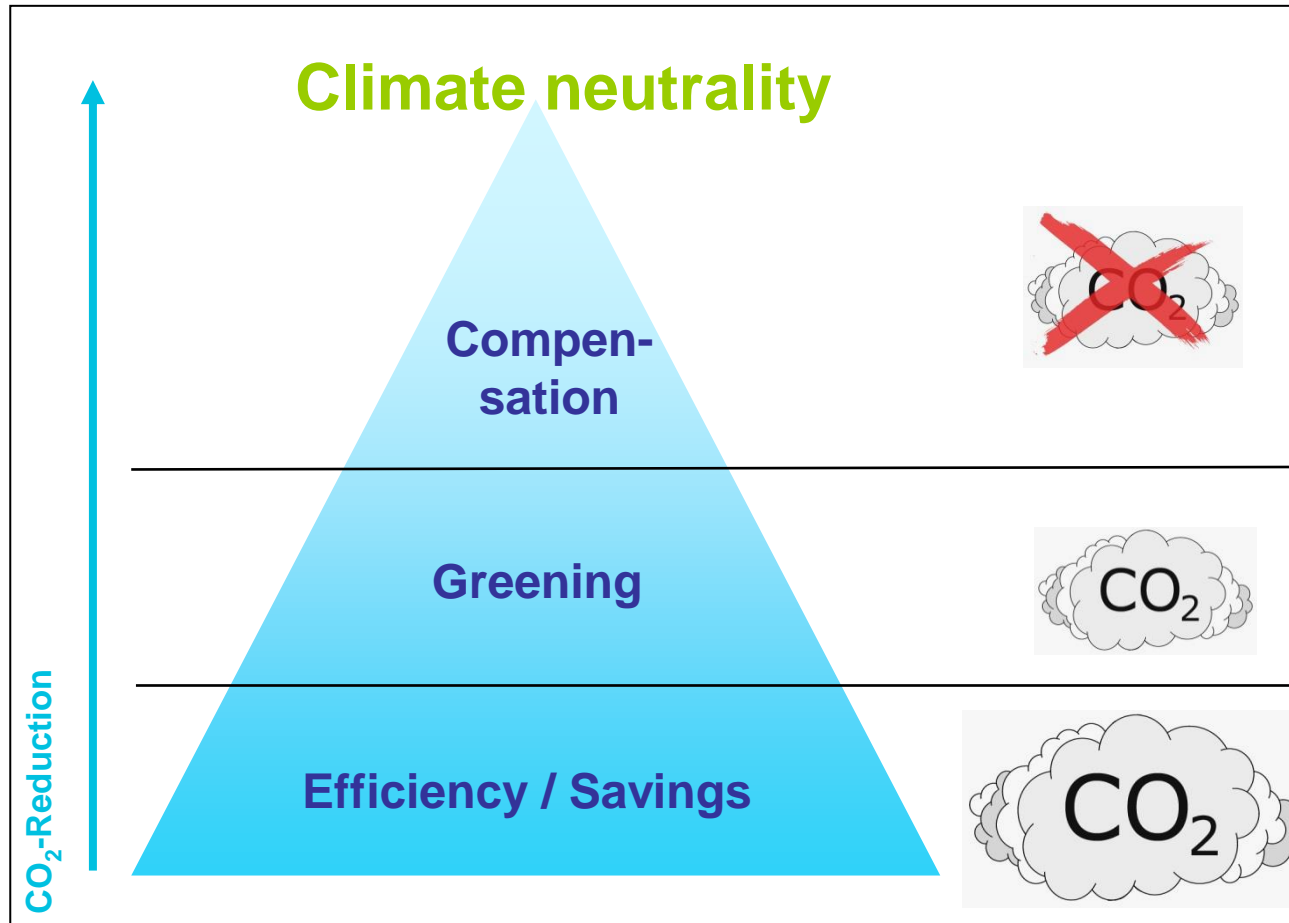 Climate neutrality
CO₂
Compen-
sation
Greening
CO₂
Efficiency / Savings
CO₂
CO₂-Reduction